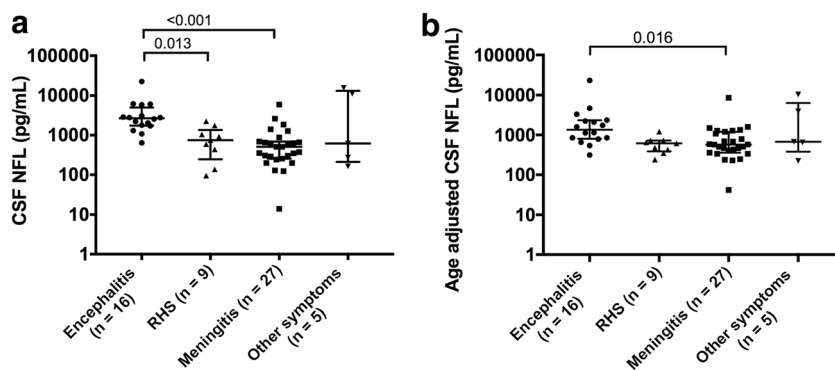 a
<0.001
0.013
100000
10000
1000
100
10
1
CSF NFL (pg/mL)
Encephalitis
(n = 16)
RHS (n = 9)
Meningitis (n = 27)
Other symptoms
(n = 5)
b
0.016
100000
10000
1000
100
10
1
Age adjusted CSF NFL (pg/mL)
Encephalitis
(n = 16)
RHS (n = 9)
Meningitis (n = 27)
Other symptoms
(n = 5)